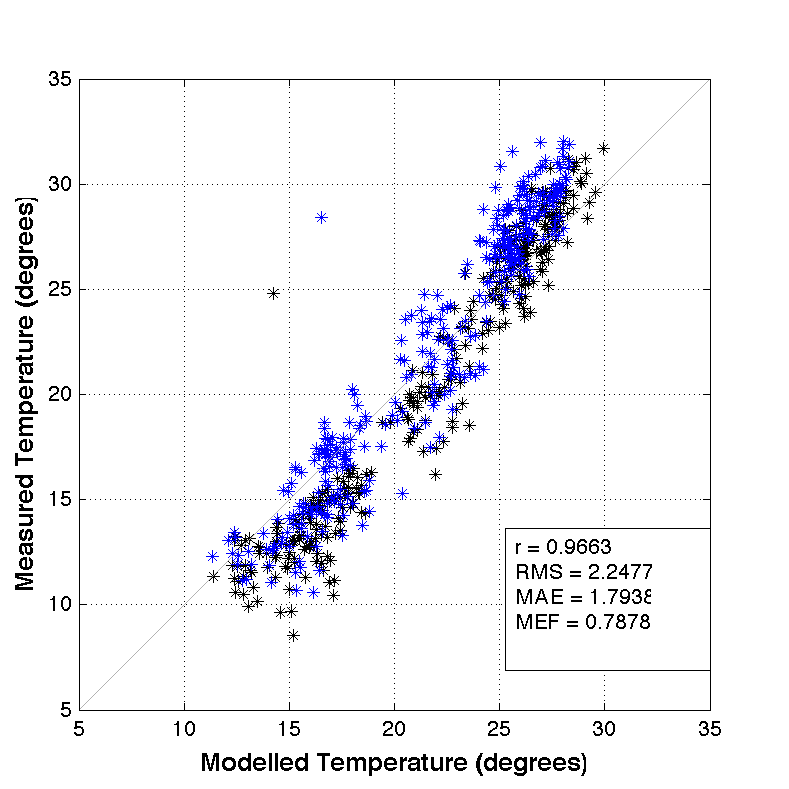 35
30
25
20
15
10
5
5 10 15 20 25 30 35
Measured Temperature (degrees)
Modelled Temperature (degrees)
r = 0.9663
RMS = 2.2477
MAE = 1.7938
MEF = 0.7878